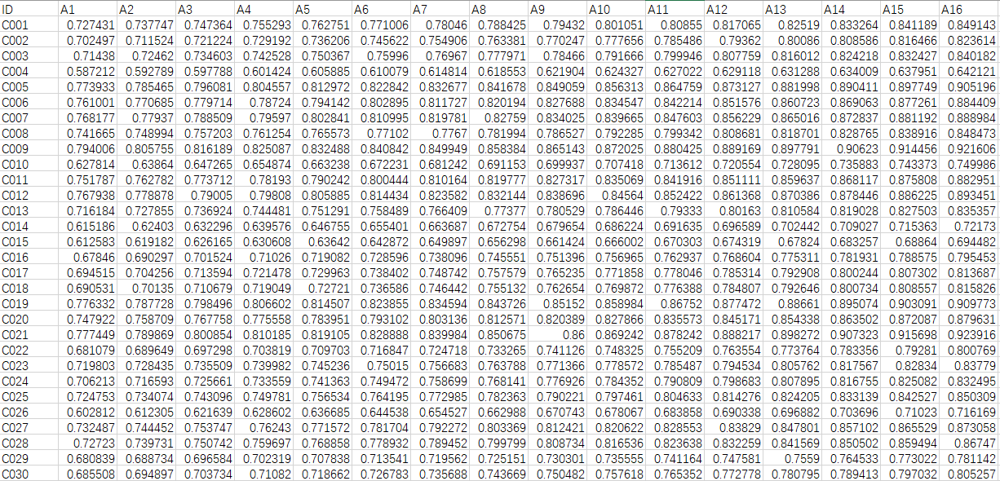 ID A1 A2 A3 A4 A5 A6 A7 A8 A9 A10 A11 A12 A13 A14 A15 A16
C001 0.727431 0.737747 0.747364 0.755293 0.762751 0.771006 0.78046 0.788425 0.79432 0.801051 0.80855 0.817065 0.82519 0.833264 0.841189 0.849143
C002 0.702497 0.711524 0.721224 0.729192 0.736206 0.745622 0.754906 0.763381 0.770247 0.777656 0.785486 0.79362 0.80086 0.808586 0.816466 0.823614
C003 0.71438 0.72462 0.734603 0.742528 0.750367 0.75996 0.76967 0.777971 0.78466 0.791666 0.799946 0.807759 0.816012 0.824218 0.832427 0.840182
C004 0.587212 0.592789 0.597788 0.601424 0.605885 0.610079 0.614814 0.618553 0.621904 0.624327 0.627022 0.629118 0.631288 0.634009 0.637951 0.642121
C005 0.773933 0.785465 0.796081 0.804557 0.812972 0.822842 0.832677 0.841678 0.849059 0.856313 0.864759 0.873127 0.881998 0.890411 0.897749 0.905196
C006 0.761001 0.770685 0.779714 0.78724 0.794142 0.802895 0.811727 0.820194 0.827688 0.834547 0.842214 0.851576 0.860723 0.869063 0.877261 0.884409
C007 0.768177 0.77937 0.788509 0.79597 0.802841 0.810995 0.819781 0.82759 0.834025 0.839665 0.847603 0.856229 0.865016 0.872837 0.881192 0.888984
C008 0.741665 0.748994 0.757203 0.761254 0.765573 0.77102 0.7767 0.781994 0.786527 0.792285 0.799342 0.808681 0.818701 0.828765 0.838916 0.848473
C009 0.794006 0.805755 0.816189 0.825087 0.832488 0.840842 0.849949 0.858384 0.865143 0.872025 0.880425 0.889169 0.897791 0.90623 0.914456 0.921606
C010 0.627814 0.63864 0.647265 0.654874 0.663238 0.672231 0.681242 0.691153 0.699937 0.707418 0.713612 0.720554 0.728095 0.735883 0.743373 0.749986
C011 0.751787 0.762782 0.773712 0.78193 0.790242 0.800444 0.810164 0.819777 0.827317 0.835069 0.841916 0.851111 0.859637 0.868117 0.875808 0.882951
C012 0.767938 0.778878 0.79005 0.79808 0.805885 0.814434 0.823582 0.832144 0.838696 0.84564 0.852422 0.861368 0.870386 0.878446 0.886225 0.893451
C013 0.716184 0.727855 0.736924 0.744481 0.751291 0.758489 0.766409 0.77377 0.780529 0.786446 0.79333 0.80163 0.810584 0.819028 0.827503 0.835357
C014 0.615186 0.62403 0.632296 0.639576 0.646755 0.655401 0.663687 0.672754 0.679654 0.686224 0.691635 0.696589 0.702442 0.709027 0.715363 0.72173
C015 0.612583 0.619182 0.626165 0.630608 0.63642 0.642872 0.649897 0.656298 0.661424 0.666002 0.670303 0.674319 0.67824 0.683257 0.68864 0.694482
C016 0.67846 0.690297 0.701524 0.71026 0.719082 0.728596 0.738096 0.745551 0.751396 0.756965 0.762937 0.768604 0.775311 0.781931 0.788575 0.795453
C017 0.694515 0.704256 0.713594 0.721478 0.729963 0.738402 0.748742 0.757579 0.765235 0.771858 0.778046 0.785314 0.792908 0.800244 0.807302 0.813687
C018 0.690531 0.70135 0.710679 0.719049 0.72721 0.736586 0.746442 0.755132 0.762654 0.769872 0.776388 0.784807 0.792646 0.800734 0.808557 0.815826
C019 0.776332 0.787728 0.798496 0.806602 0.814507 0.823855 0.834594 0.843726 0.85152 0.858984 0.86752 0.877472 0.88661 0.895074 0.903091 0.909773
C020 0.747922 0.758709 0.767758 0.775558 0.783951 0.793102 0.803136 0.812571 0.820389 0.827866 0.835573 0.845171 0.854338 0.863502 0.872087 0.879631
C021 0.777449 0.789869 0.800854 0.810185 0.819105 0.828888 0.839984 0.850675 0.86 0.869242 0.878242 0.888217 0.898272 0.907323 0.915698 0.923916
C022 0.681079 0.689649 0.697298 0.703819 0.709703 0.716847 0.724718 0.733265 0.741126 0.748325 0.755209 0.763554 0.773764 0.783356 0.79281 0.800769
C023 0.719803 0.728435 0.735509 0.739982 0.745236 0.75015 0.756683 0.763788 0.771366 0.778572 0.785487 0.794534 0.805762 0.817567 0.82834 0.83779
C024 0.706213 0.716593 0.725661 0.733559 0.741363 0.749472 0.758699 0.768141 0.776926 0.784352 0.790809 0.798683 0.807895 0.816755 0.825082 0.832495
C025 0.724753 0.734074 0.743096 0.749781 0.756534 0.764195 0.772985 0.782363 0.790221 0.797461 0.804633 0.814276 0.824205 0.833139 0.842527 0.850309
C026 0.602812 0.612305 0.621639 0.628602 0.636685 0.644538 0.654527 0.662988 0.670743 0.678067 0.683858 0.690338 0.696882 0.703696 0.71023 0.716169
C027 0.732487 0.744452 0.753747 0.76243 0.771572 0.781704 0.792272 0.803369 0.812421 0.820622 0.828553 0.83829 0.847801 0.857102 0.865529 0.873058
C028 0.72723 0.739731 0.750742 0.759697 0.768858 0.778932 0.789452 0.799799 0.808734 0.816536 0.823638 0.832259 0.841569 0.850502 0.859494 0.86747
C029 0.680839 0.688734 0.696584 0.702319 0.707838 0.713541 0.719562 0.725151 0.730301 0.735555 0.741164 0.747581 0.7559 0.764533 0.773022 0.781142
C030 0.685508 0.694897 0.703734 0.71082 0.718662 0.726783 0.735688 0.743669 0.750482 0.757618 0.765352 0.772778 0.780795 0.789413 0.797032 0.805257